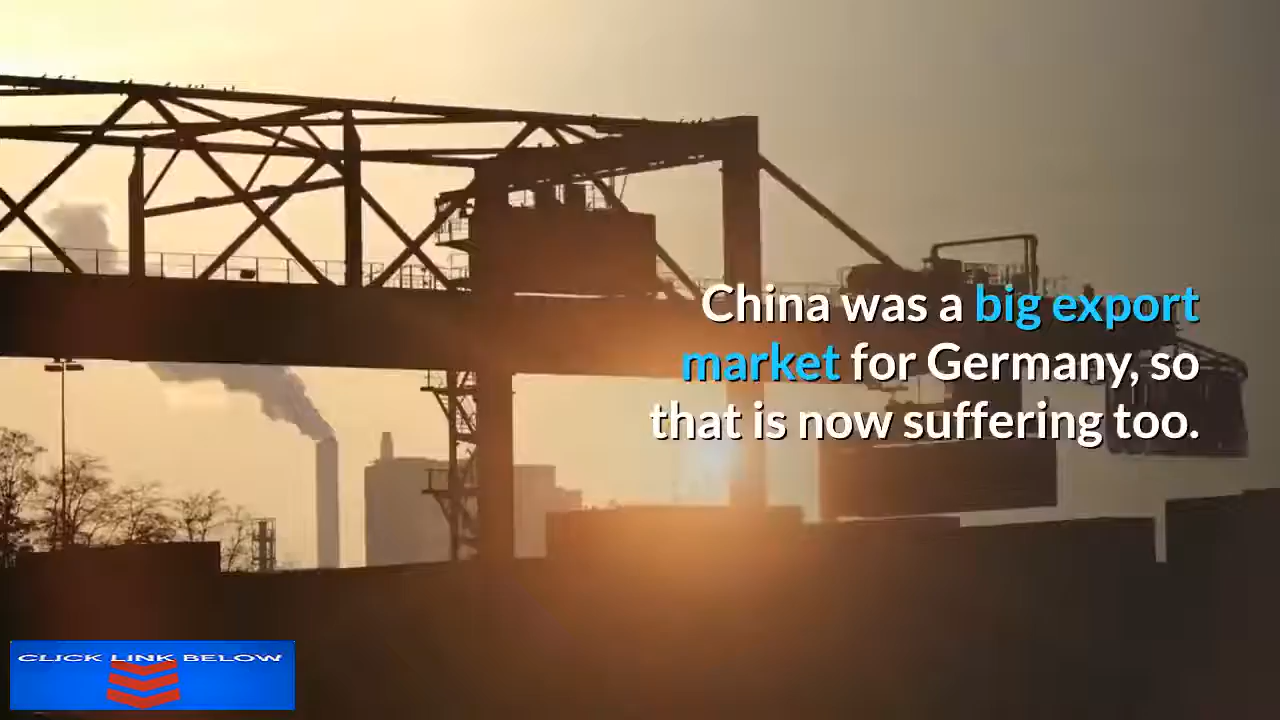 China was a big export
market for Germany, so
that is now suffering too.
CLICK LINK BELOW